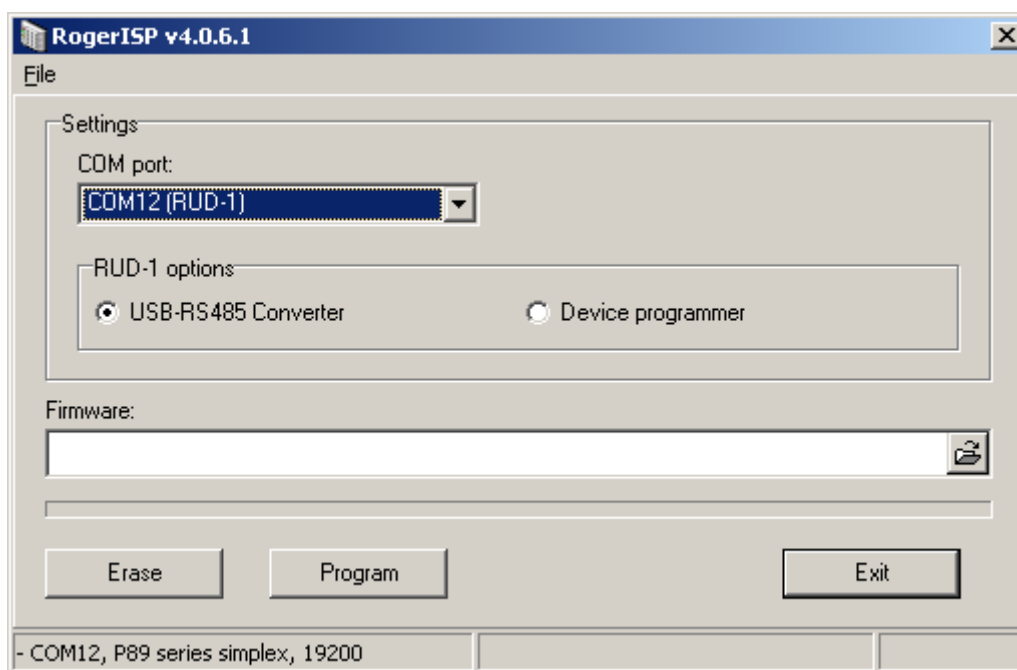 RogerISP v4.0.6.1
File
Settings
COM port:
COM12 (RUD-1)
RUD-1 options
USB-RS485 Converter
Device programmer
Firmware:
Erase
Program
Exit
- COM12, P89 series simplex, 19200